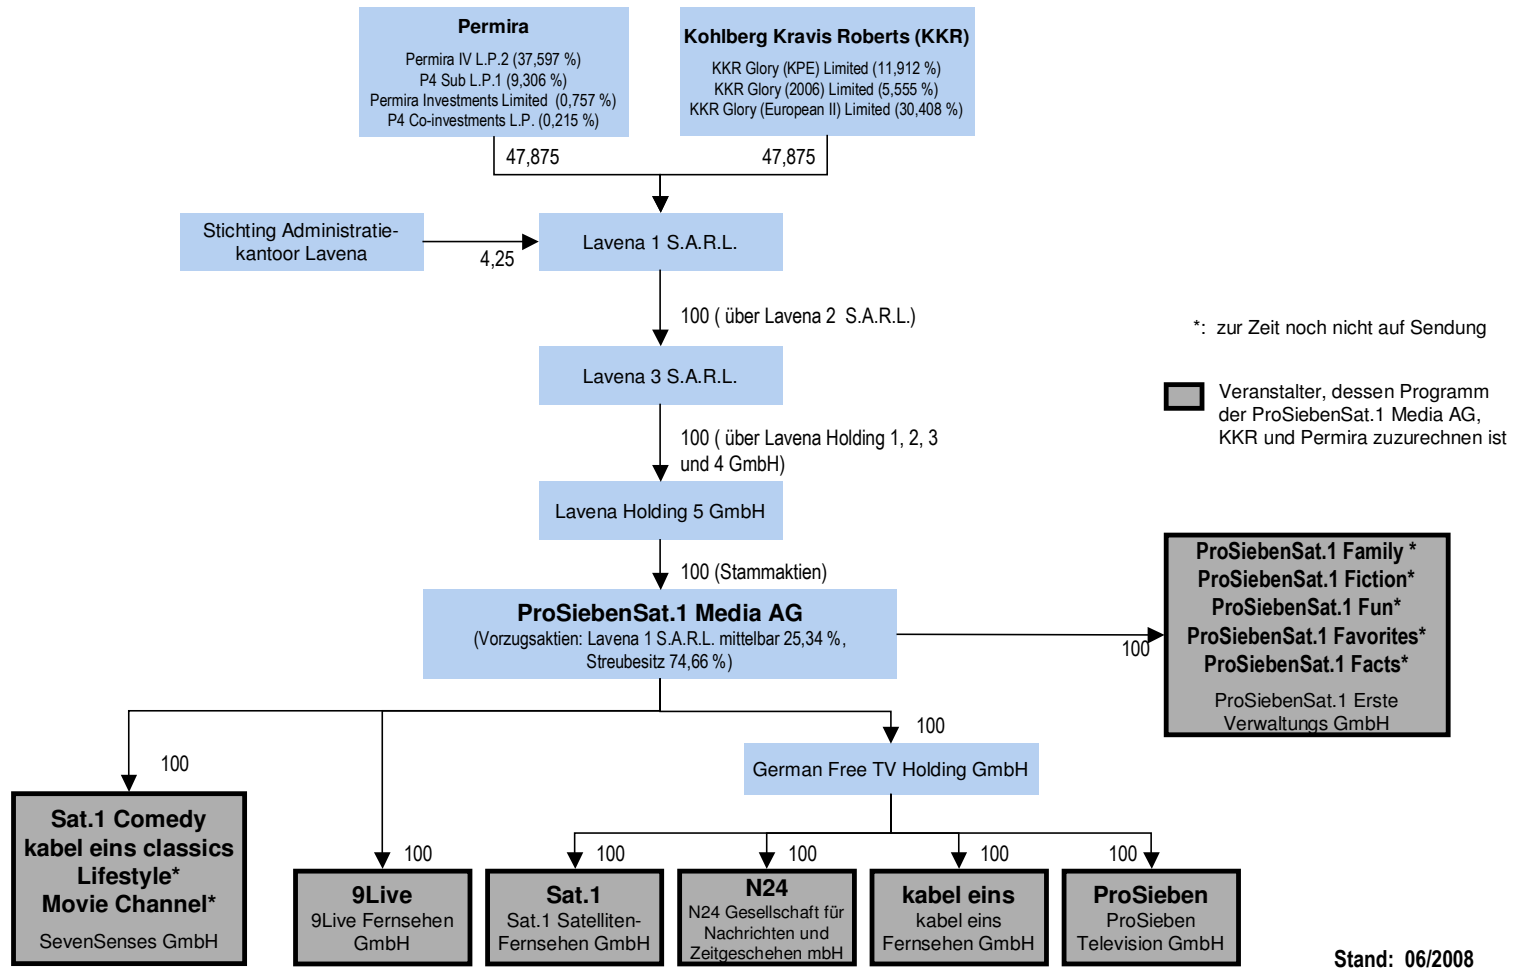 Permira
Permira IV L.P.2 (37,597 %)
P4 Sub L.P.1 (9,306 %)
Permira Investments Limited (0,757 %)
P4 Co-investments L.P. (0,215 %)
Kohlberg Kravis Roberts (KKR)
KKR Glory (KPE) Limited (11,912 %)
KKR Glory (2006) Limited (5,555 %)
KKR Glory (European II) Limited (30,408 %)
47,875
47,875
Stichting Administratie-
kantoor Lavena
4,25
Lavena 1 S.A.R.L.
100 ( über Lavena 2 S.A.R.L.)
*: zur Zeit noch nicht auf Sendung
Lavena 3 S.A.R.L.
Veranstalter, dessen Programm
der ProSiebenSat.1 Media AG,
KKR und Permira zuzurechnen ist
100 ( über Lavena Holding 1, 2, 3
und 4 GmbH)
Lavena Holding 5 GmbH
100 (Stammaktien)
ProSiebenSat.1 Media AG
(Vorzugsaktien: Lavena 1 S.A.R.L. mittelbar 25,34 %,
Streubesitz 74,66 %)
100
ProSiebenSat.1 Family *
ProSiebenSat.1 Fiction*
ProSiebenSat.1 Fun*
ProSiebenSat.1 Favorites*
ProSiebenSat.1 Facts*
ProSiebenSat.1 Erste
Verwaltungs GmbH
100
German Free TV Holding GmbH
100
Sat.1 Comedy
kabel eins classics
Lifestyle*
Movie Channel*
SevenSenses GmbH
100
9Live
9Live Fernsehen
GmbH
100
Sat.1
Sat.1 Satelliten-
Fernsehen GmbH
100
N24
N24 Gesellschaft für
Nachrichten und
Zeitgeschehen mbH
100
kabel eins
kabel eins
Fernsehen GmbH
100
ProSieben
ProSieben
Television GmbH
Stand: 06/2008